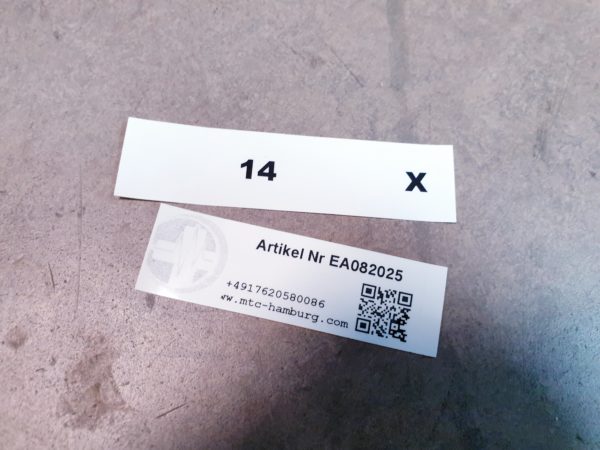 14 X
Artikel Nr EA082025
+4917620580086
w.mtc-hamburg.com